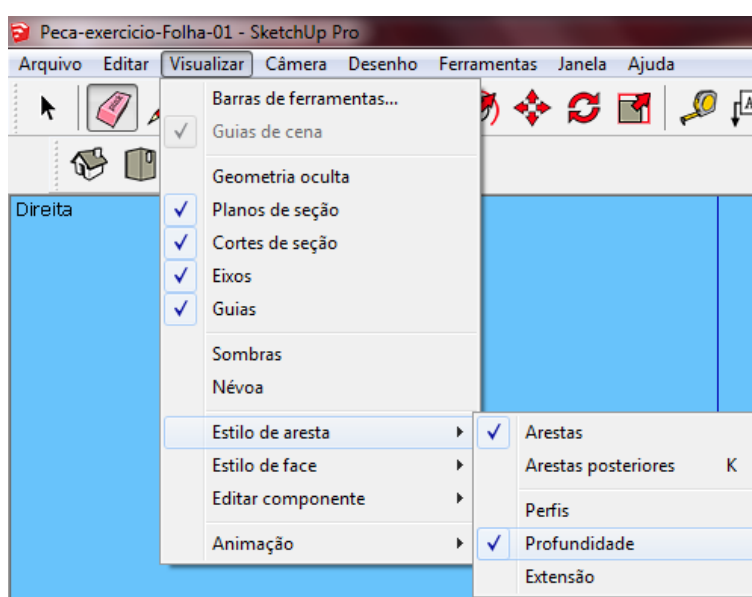 Peca-exercicio-Folha-01 - SketchUp Pro
Arquivo Editar Visualizar Câmera Desenho Ferramentas Janela Ajuda
Barras de ferramentas...
Guias de cena
Geometria oculta
Direita
Planos de seção
Cortes de seção
Eixos
Guias
Sombras
Névoa
Estilo de aresta
Arestas
Estilo de face
Arestas posteriores K
Editar componente
Perfis
Animação
Profundidade
Extensão